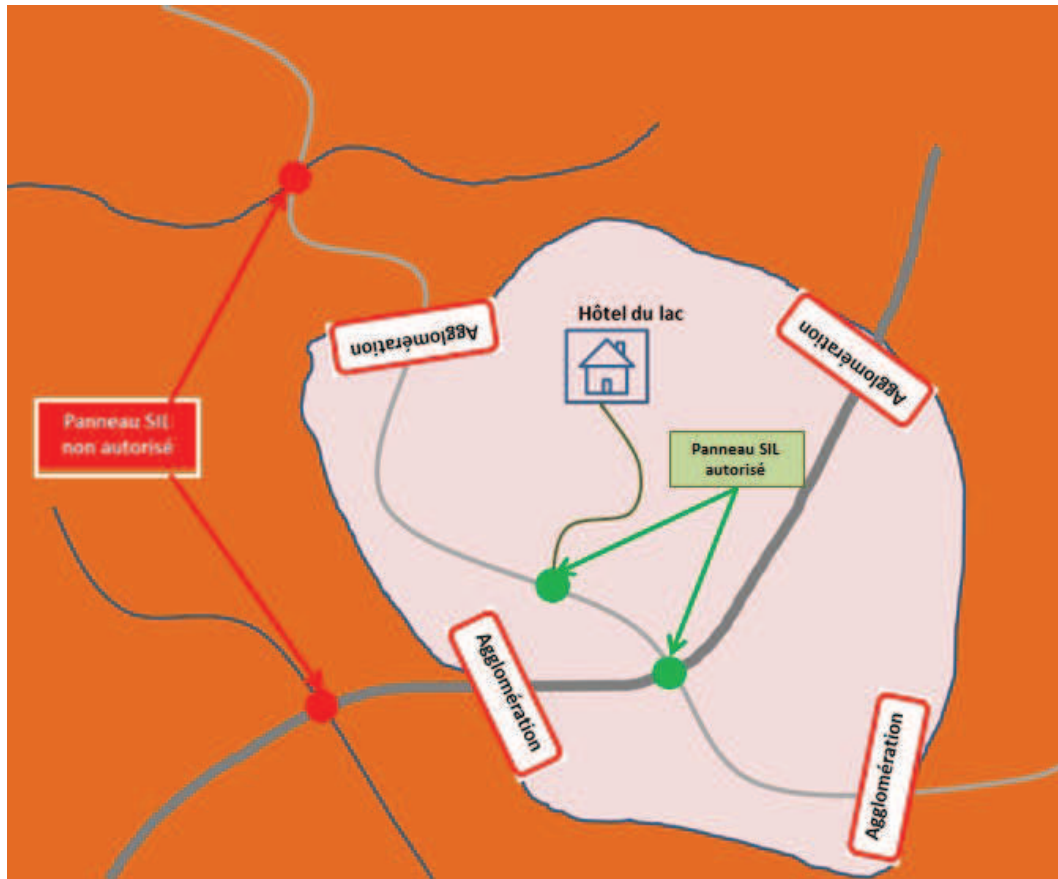 Hôtel du lac
Agglomération
Agglomération
Panneau SIL
non autorisé
Panneau SIL
autorisé
Agglomération
Agglomération